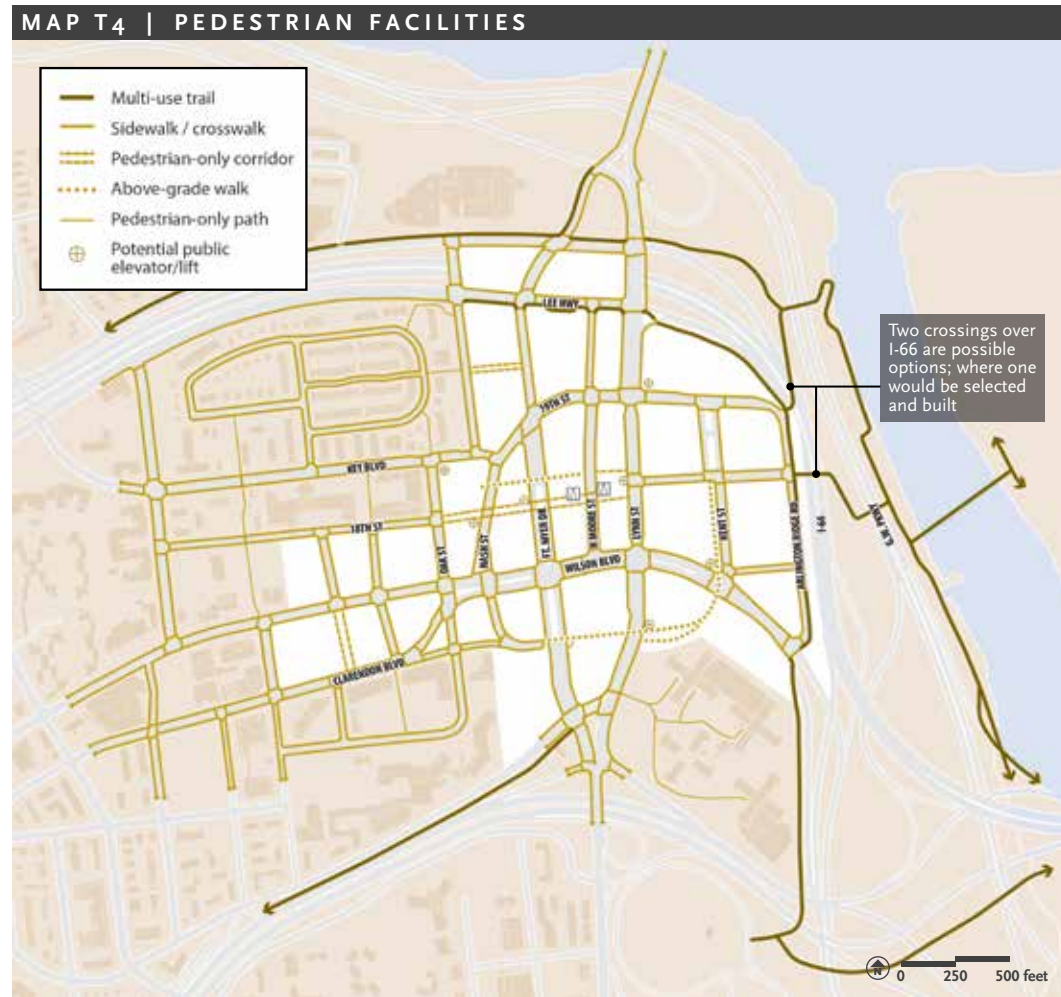 MAP T4 | PEDESTRIAN FACILITIES
Multi-use trail
Sidewalk / crosswalk
Pedestrian-only corridor
Above-grade walk
Pedestrian-only path
Potential public
elevator/lift
LEE HWY
Two crossings over
I-66 are possible
options; where one
would be selected
and built
19TH ST
KEY BLVD
18TH ST
OAK ST
NASH ST
FT. MYER DR
M
N MOORE ST
M
LYNN ST
KENT ST
ARLINGTON RIDGE RD
I-66
G.W. PKWY
WILSON BLVD
CLARENDON BLVD
N
0 250 500 feet